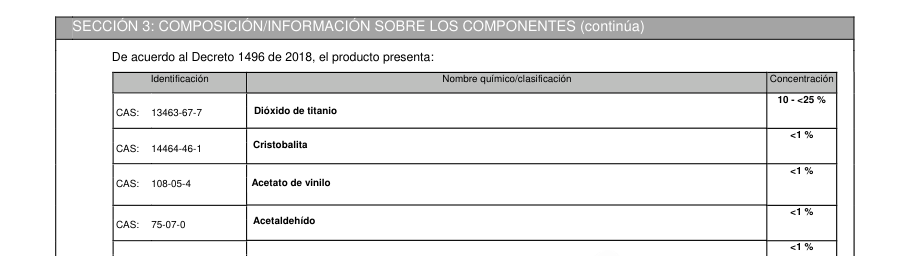 SECCIÓN 3: COMPOSICIÓN/INFORMACIÓN SOBRE LOS COMPONENTES (continúa)
De acuerdo al Decreto 1496 de 2018, el producto presenta:
Identificación Nombre químico/clasificación Concentración
CAS: 13463-67-7 Dióxido de titanio 10 - <25 %
CAS: 14464-46-1 Cristobalita <1 %
CAS: 108-05-4 Acetato de vinilo <1 %
CAS: 75-07-0 Acetaldehído <1 %
<1 %